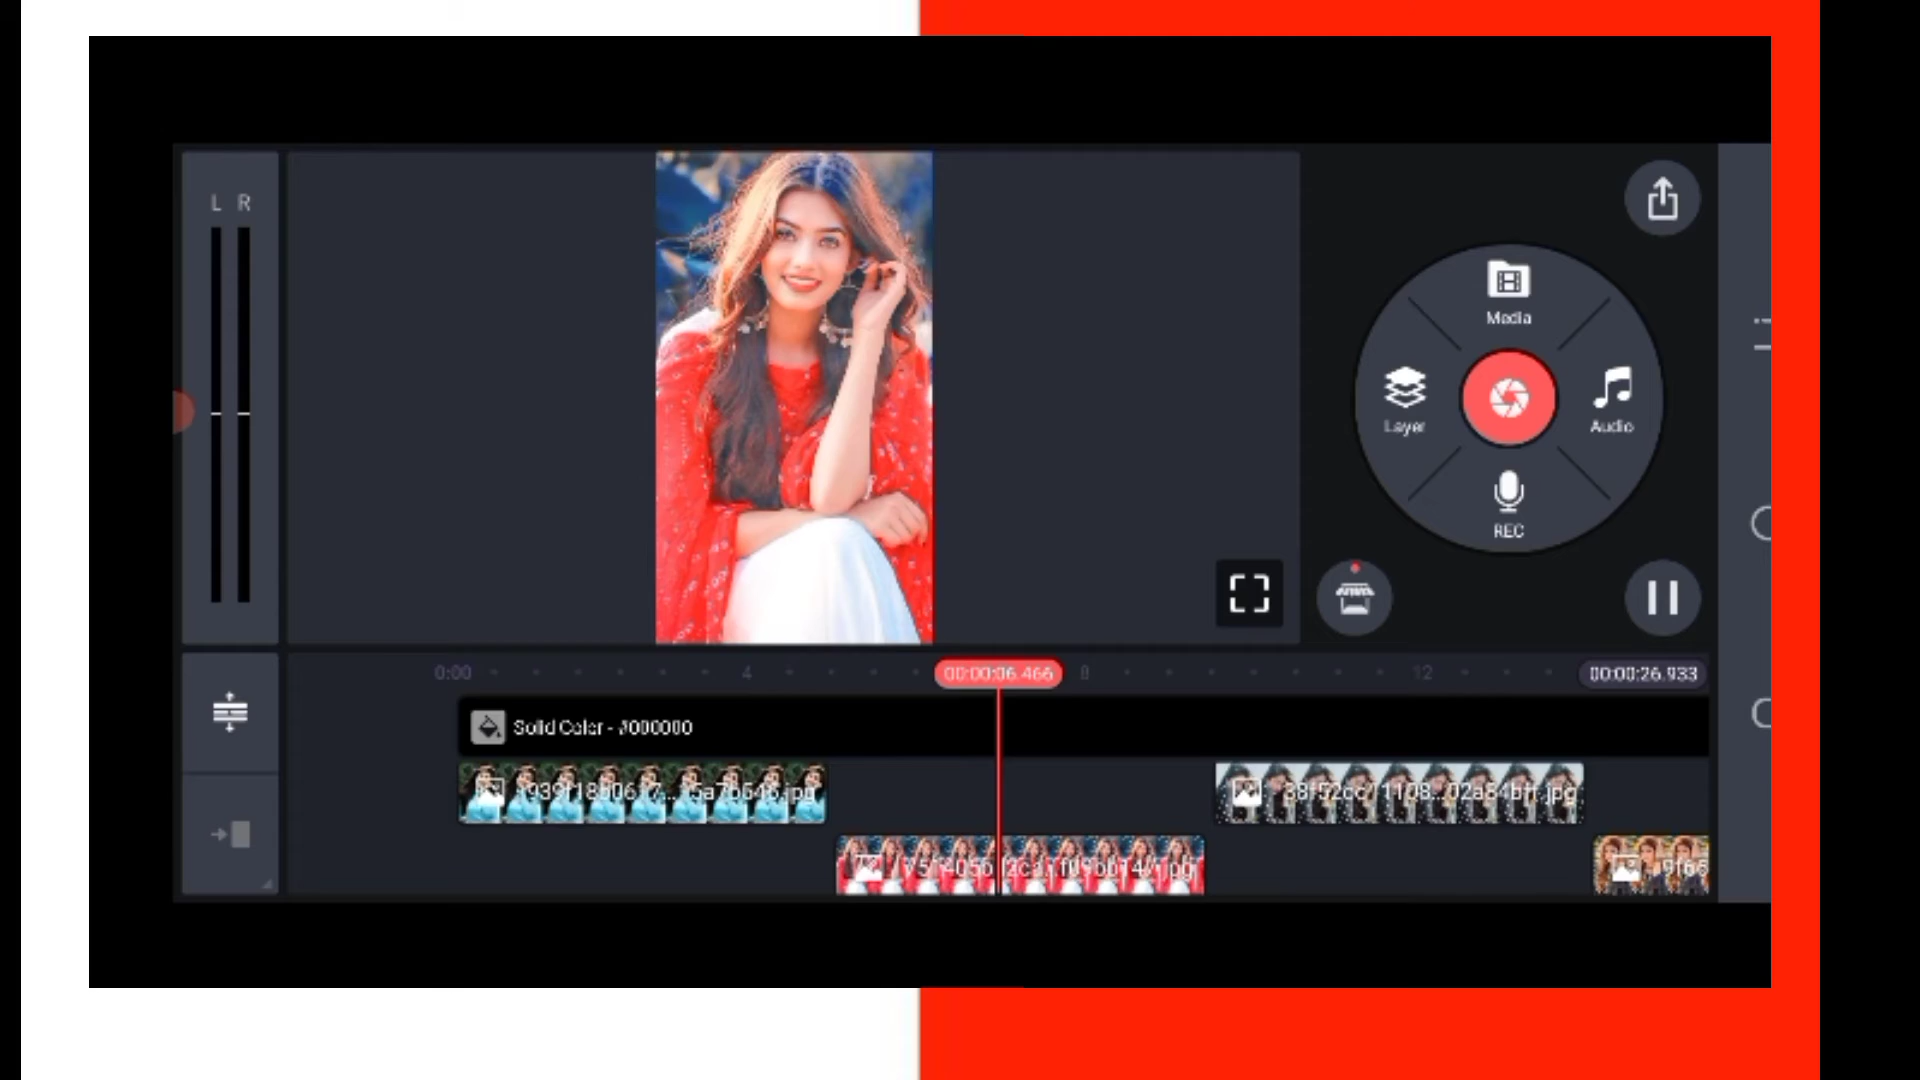 L R
Media
Layer
Audio
REC
0:00
4
00:00:06.466
8
12
00:00:26.933
Solid Color - #000000